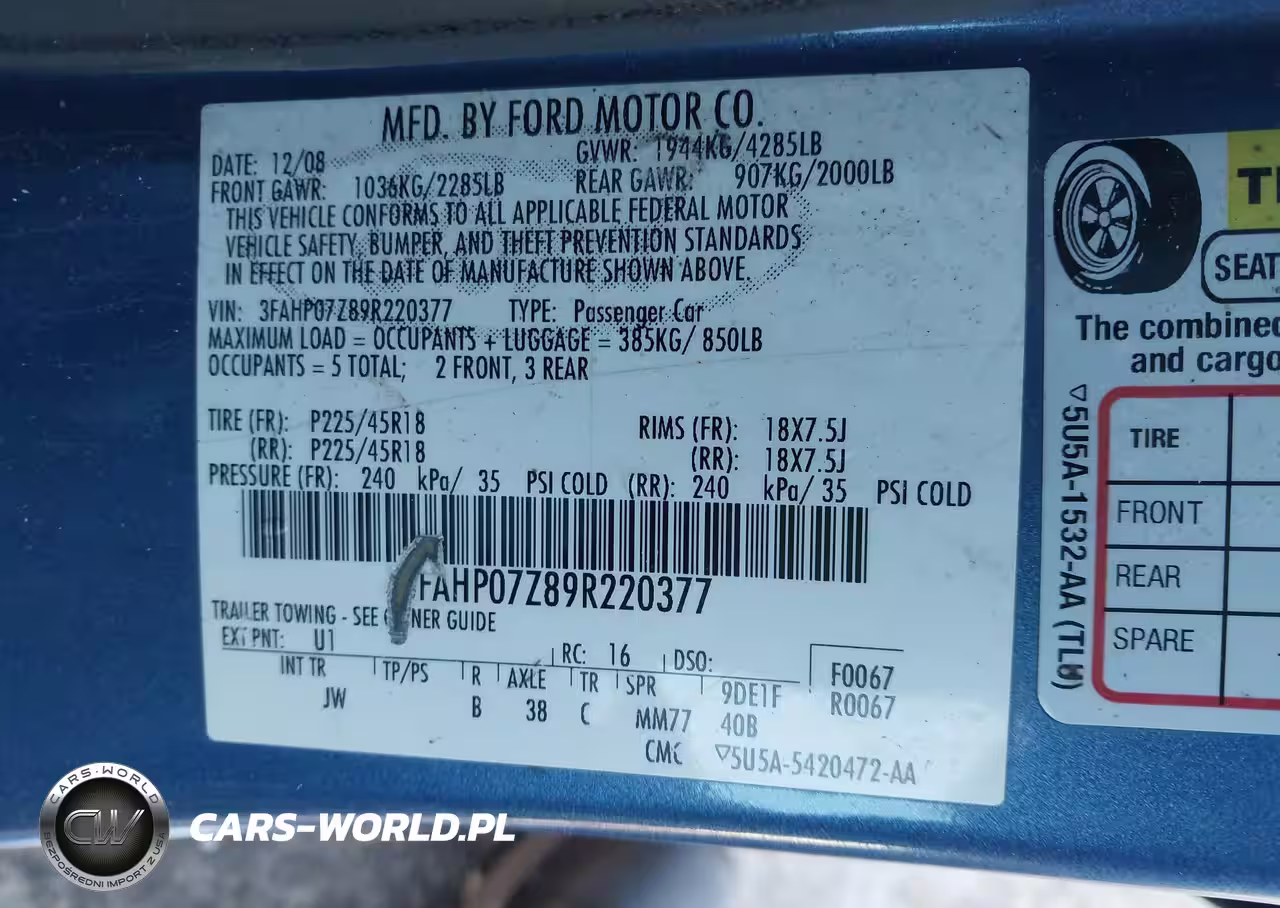 MFD. BY FORD MOTOR CO.
DATE: 12/08 GVWR: 1944KG/4285LB
FRONT GAWR: 1036KG/2285LB REAR GAWR: 907KG/2000LB
THIS VEHICLE CONFORMS TO ALL APPLICABLE FEDERAL MOTOR
VEHICLE SAFETY, BUMPER, AND THEFT PREVENTION STANDARDS
IN EFFECT ON THE DATE OF MANUFACTURE SHOWN ABOVE.
VIN: 3FAHP07Z89R220377 TYPE: Passenger Car
MAXIMUM LOAD = OCCUPANTS + LUGGAGE = 385KG/ 850LB
OCCUPANTS = 5 TOTAL; 2 FRONT, 3 REAR
TIRE (FR): P225/45R18 RIMS (FR): 18X7.5J
(RR): P225/45R18 (RR): 18X7.5J
PRESSURE (FR): 240 kPa/ 35 PSI COLD (RR): 240 kPa/ 35 PSI COLD
FAHP07Z89R220377
TRAILER TOWING - SEE NER GUIDE
EXT PNT: U1 RC: 16 DSO: F0067
INT TR TP/PS R AXLE TR SPR 9DE1F R0067
JW B 38 C MM77 40B
CMC ▽5U5A-5420472-AA
SEAT
The combined
and cargo
TIRE
FRONT
REAR
SPARE
▽5U5A-1532-AA (TLU)
CARS-WORLD
CW
BEZPOŚREDNI IMPORT Z USA
CARS-WORLD.PL